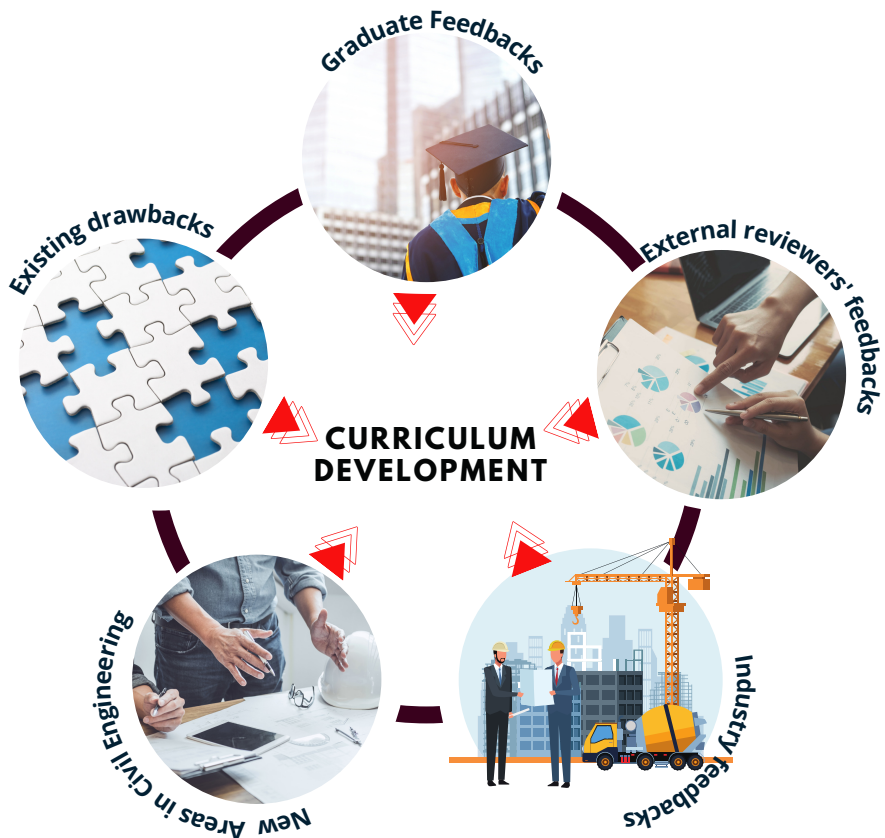 Graduate Feedbacks
Existing drawbacks
External reviewers' feedbacks
CURRICULUM
DEVELOPMENT
New Areas in Civil Engineering
Industry feedbacks